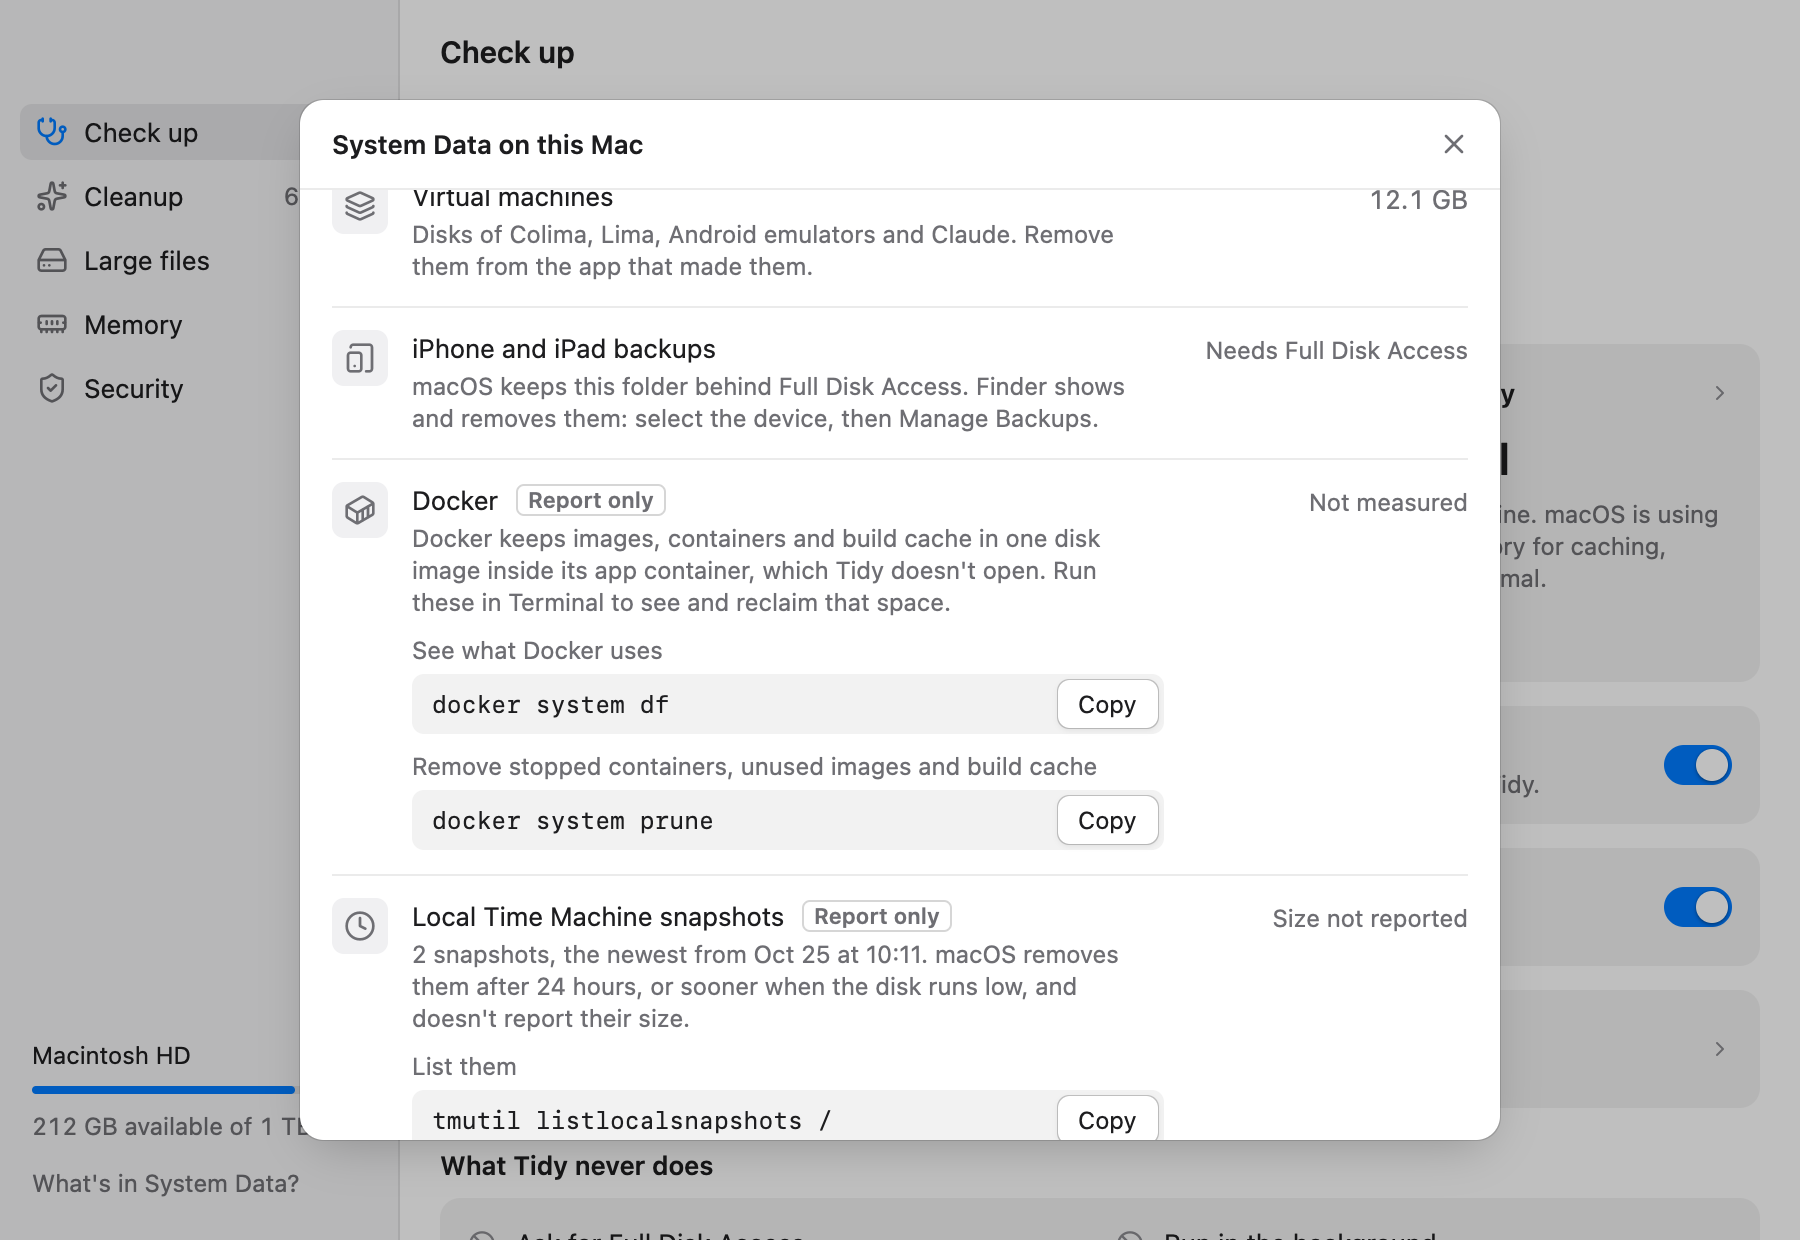 Check up
Check up
Cleanup
6
Large files
Memory
Security
Macintosh HD
212 GB available of 1 TB
What's in System Data?
System Data on this Mac
Virtual machines
12.1 GB
Disks of Colima, Lima, Android emulators and Claude. Remove
them from the app that made them.
iPhone and iPad backups
Needs Full Disk Access
macOS keeps this folder behind Full Disk Access. Finder shows
and removes them: select the device, then Manage Backups.
Docker
Report only
Not measured
Docker keeps images, containers and build cache in one disk
image inside its app container, which Tidy doesn't open. Run
these in Terminal to see and reclaim that space.
See what Docker uses
docker system df
Copy
Remove stopped containers, unused images and build cache
docker system prune
Copy
Local Time Machine snapshots
Report only
Size not reported
2 snapshots, the newest from Oct 25 at 10:11. macOS removes
them after 24 hours, or sooner when the disk runs low, and
doesn't report their size.
List them
tmutil listlocalsnapshots /
Copy
macOS is using
for caching,
What Tidy never does
Ask for Full Disk Access
Run in the background